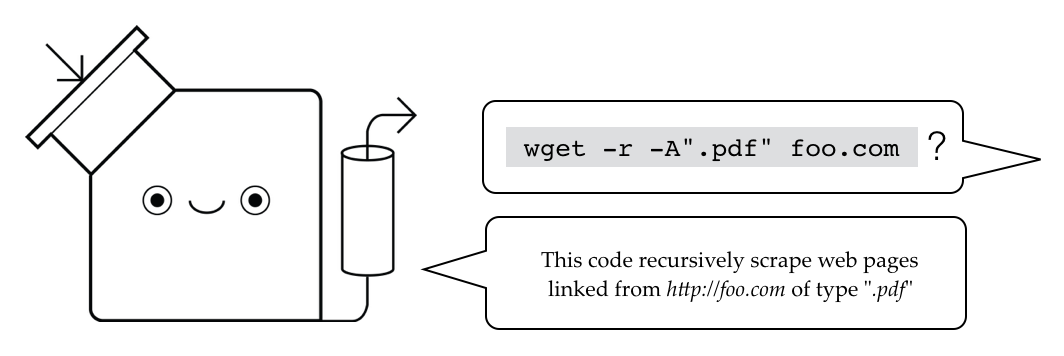 wget -r -A".pdf" foo.com ?
This code recursively scrape web pages
linked from http://foo.com of type ".pdf"